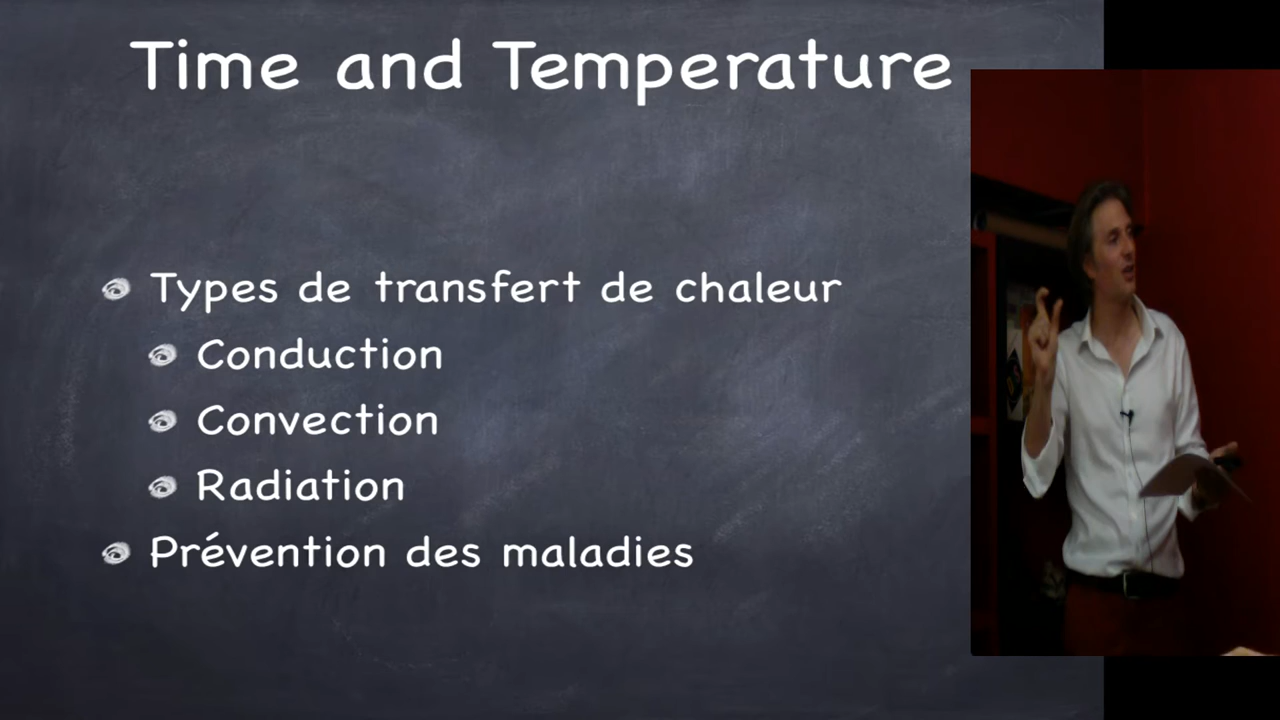 Time and Temperature
Types de transfert de chaleur
Conduction
Convection
Radiation
Prévention des maladies